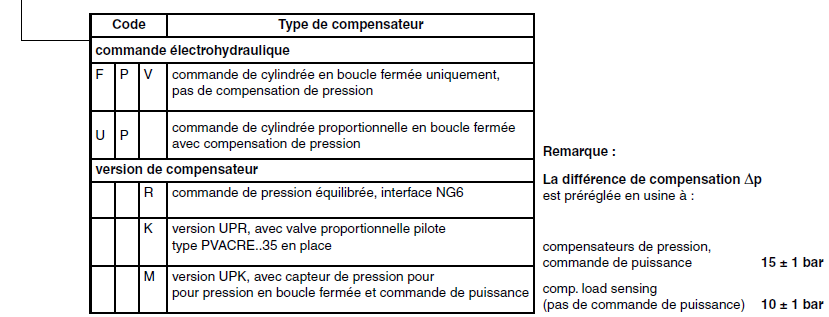 Code Type de compensateur
commande électrohydraulique
F P V commande de cylindrée en boucle fermée uniquement,
pas de compensation de pression
U P commande de cylindrée proportionnelle en boucle fermée
avec compensation de pression
version de compensateur
R commande de pression équilibrée, interface NG6
K version UPR, avec valve proportionnelle pilote
type PVACRE..35 en place
M version UPK, avec capteur de pression pour
pour pression en boucle fermée et commande de puissance
Remarque :
La différence de compensation Δp
est préréglée en usine à :
compensateurs de pression,
commande de puissance 15 ± 1 bar
comp. load sensing
(pas de commande de puissance) 10 ± 1 bar